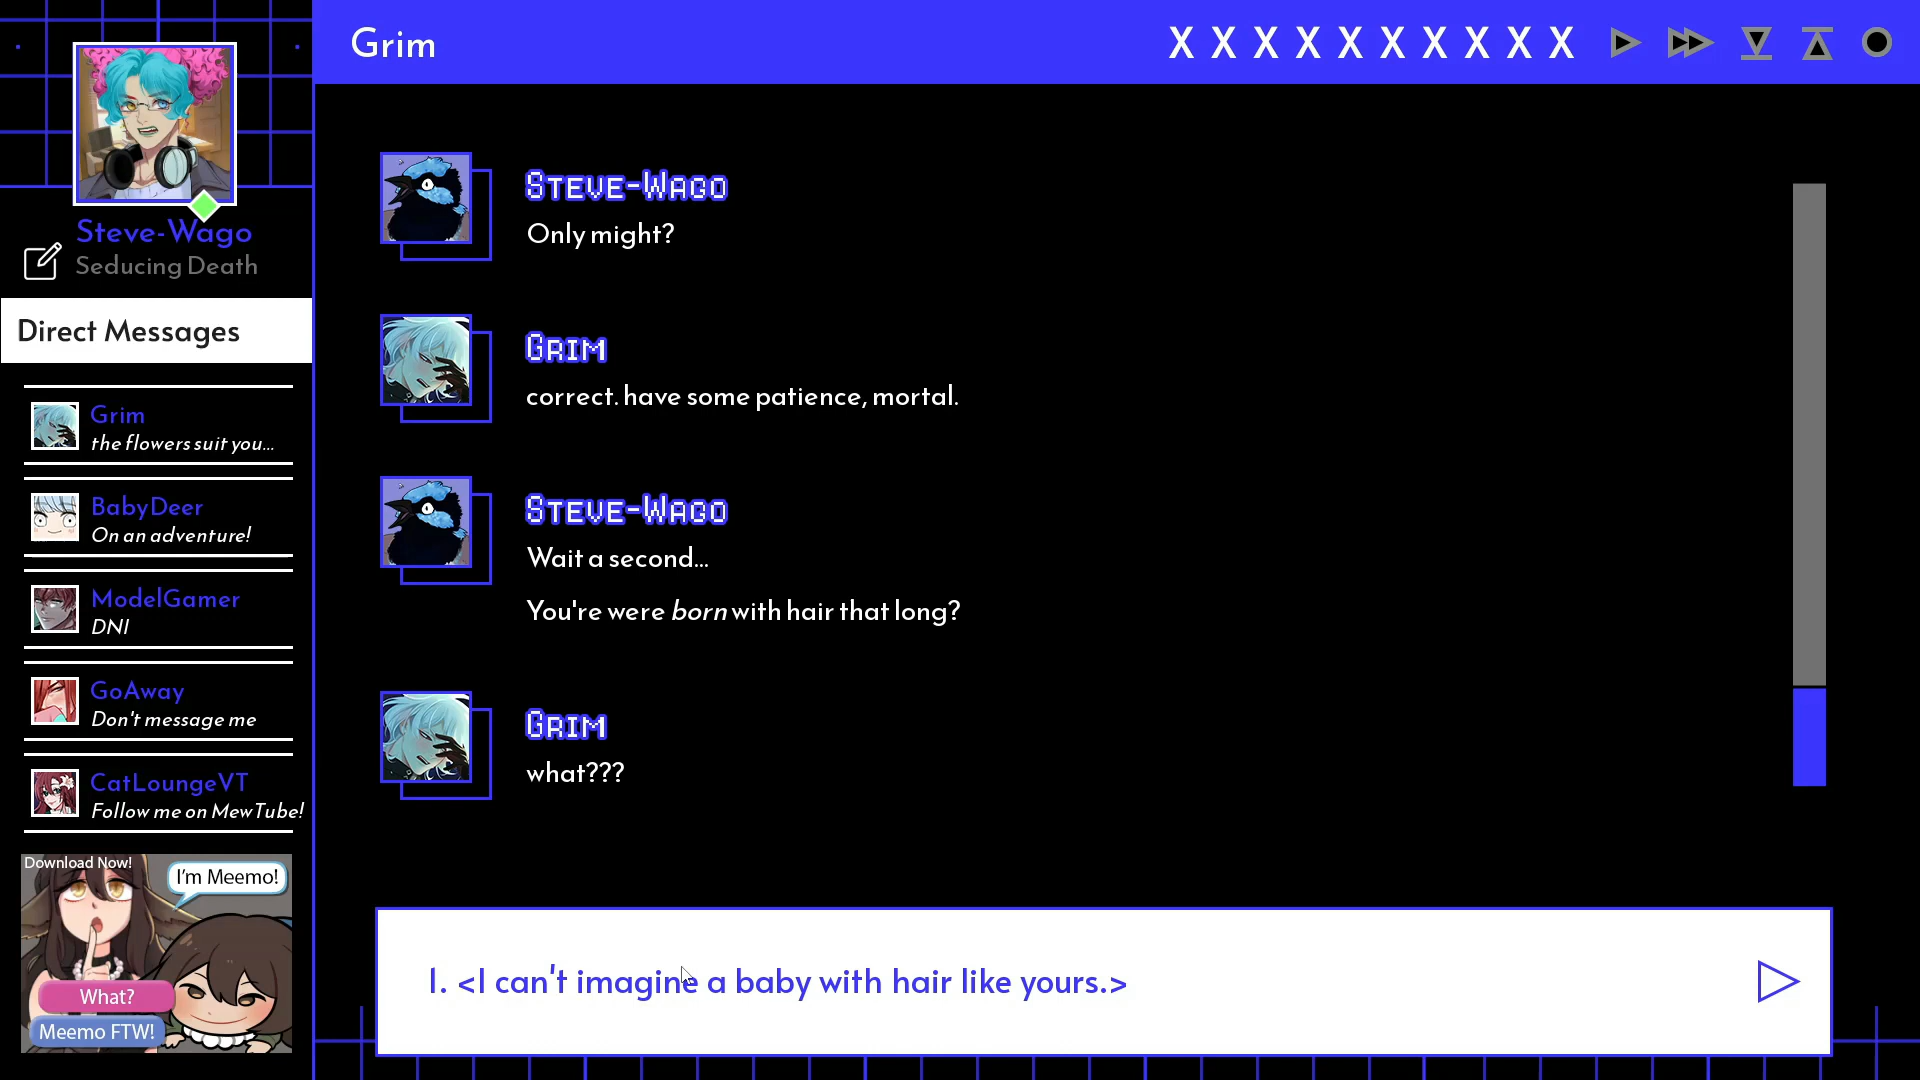 Grim
X X X X X X X X X X
Steve-Wago
Seducing Death
Direct Messages
Grim
the flowers suit you...
BabyDeer
On an adventure!
ModelGamer
DNI
GoAway
Don't message me
CatLoungeVT
Follow me on MewTube!
Download Now!
I'm Meemo!
What?
Meemo FTW!
Steve-Wago
Only might?
Grim
correct. have some patience, mortal.
Steve-Wago
Wait a second...
You're were born with hair that long?
Grim
what???
1. <I can't imagine a baby with hair like yours.>